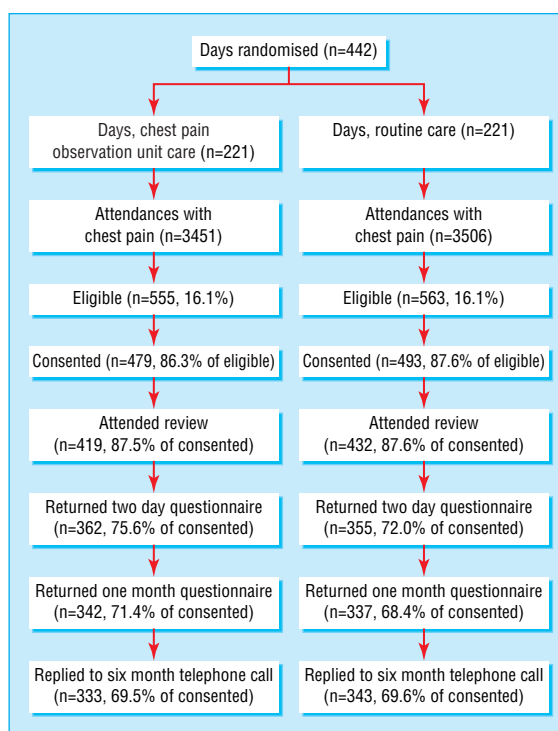 Days randomised (n=442)
Days, chest pain
observation unit care (n=221)
Attendances with
chest pain (n=3451)
Eligible (n=555, 16.1%)
Consented (n=479, 86.3% of eligible)
Attended review
(n=419, 87.5% of consented)
Returned two day questionnaire
(n=362, 75.6% of consented)
Returned one month questionnaire
(n=342, 71.4% of consented)
Replied to six month telephone call
(n=333, 69.5% of consented)
Days, routine care (n=221)
Attendances with
chest pain (n=3506)
Eligible (n=563, 16.1%)
Consented (n=493, 87.6% of eligible)
Attended review
(n=432, 87.6% of consented)
Returned two day questionnaire
(n=355, 72.0% of consented)
Returned one month questionnaire
(n=337, 68.4% of consented)
Replied to six month telephone call
(n=343, 69.6% of consented)